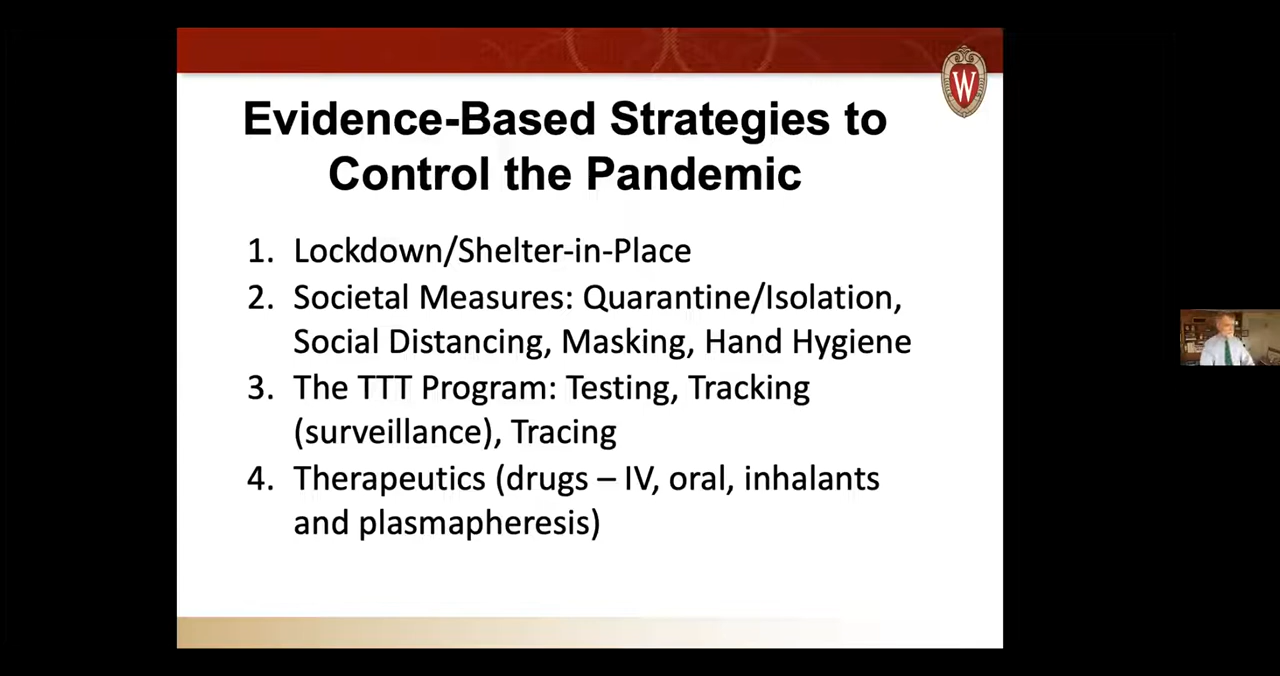 W
Evidence-Based Strategies to
Control the Pandemic
1. Lockdown/Shelter-in-Place
2. Societal Measures: Quarantine/Isolation,
Social Distancing, Masking, Hand Hygiene
3. The TTT Program: Testing, Tracking
(surveillance), Tracing
4. Therapeutics (drugs – IV, oral, inhalants
and plasmapheresis)